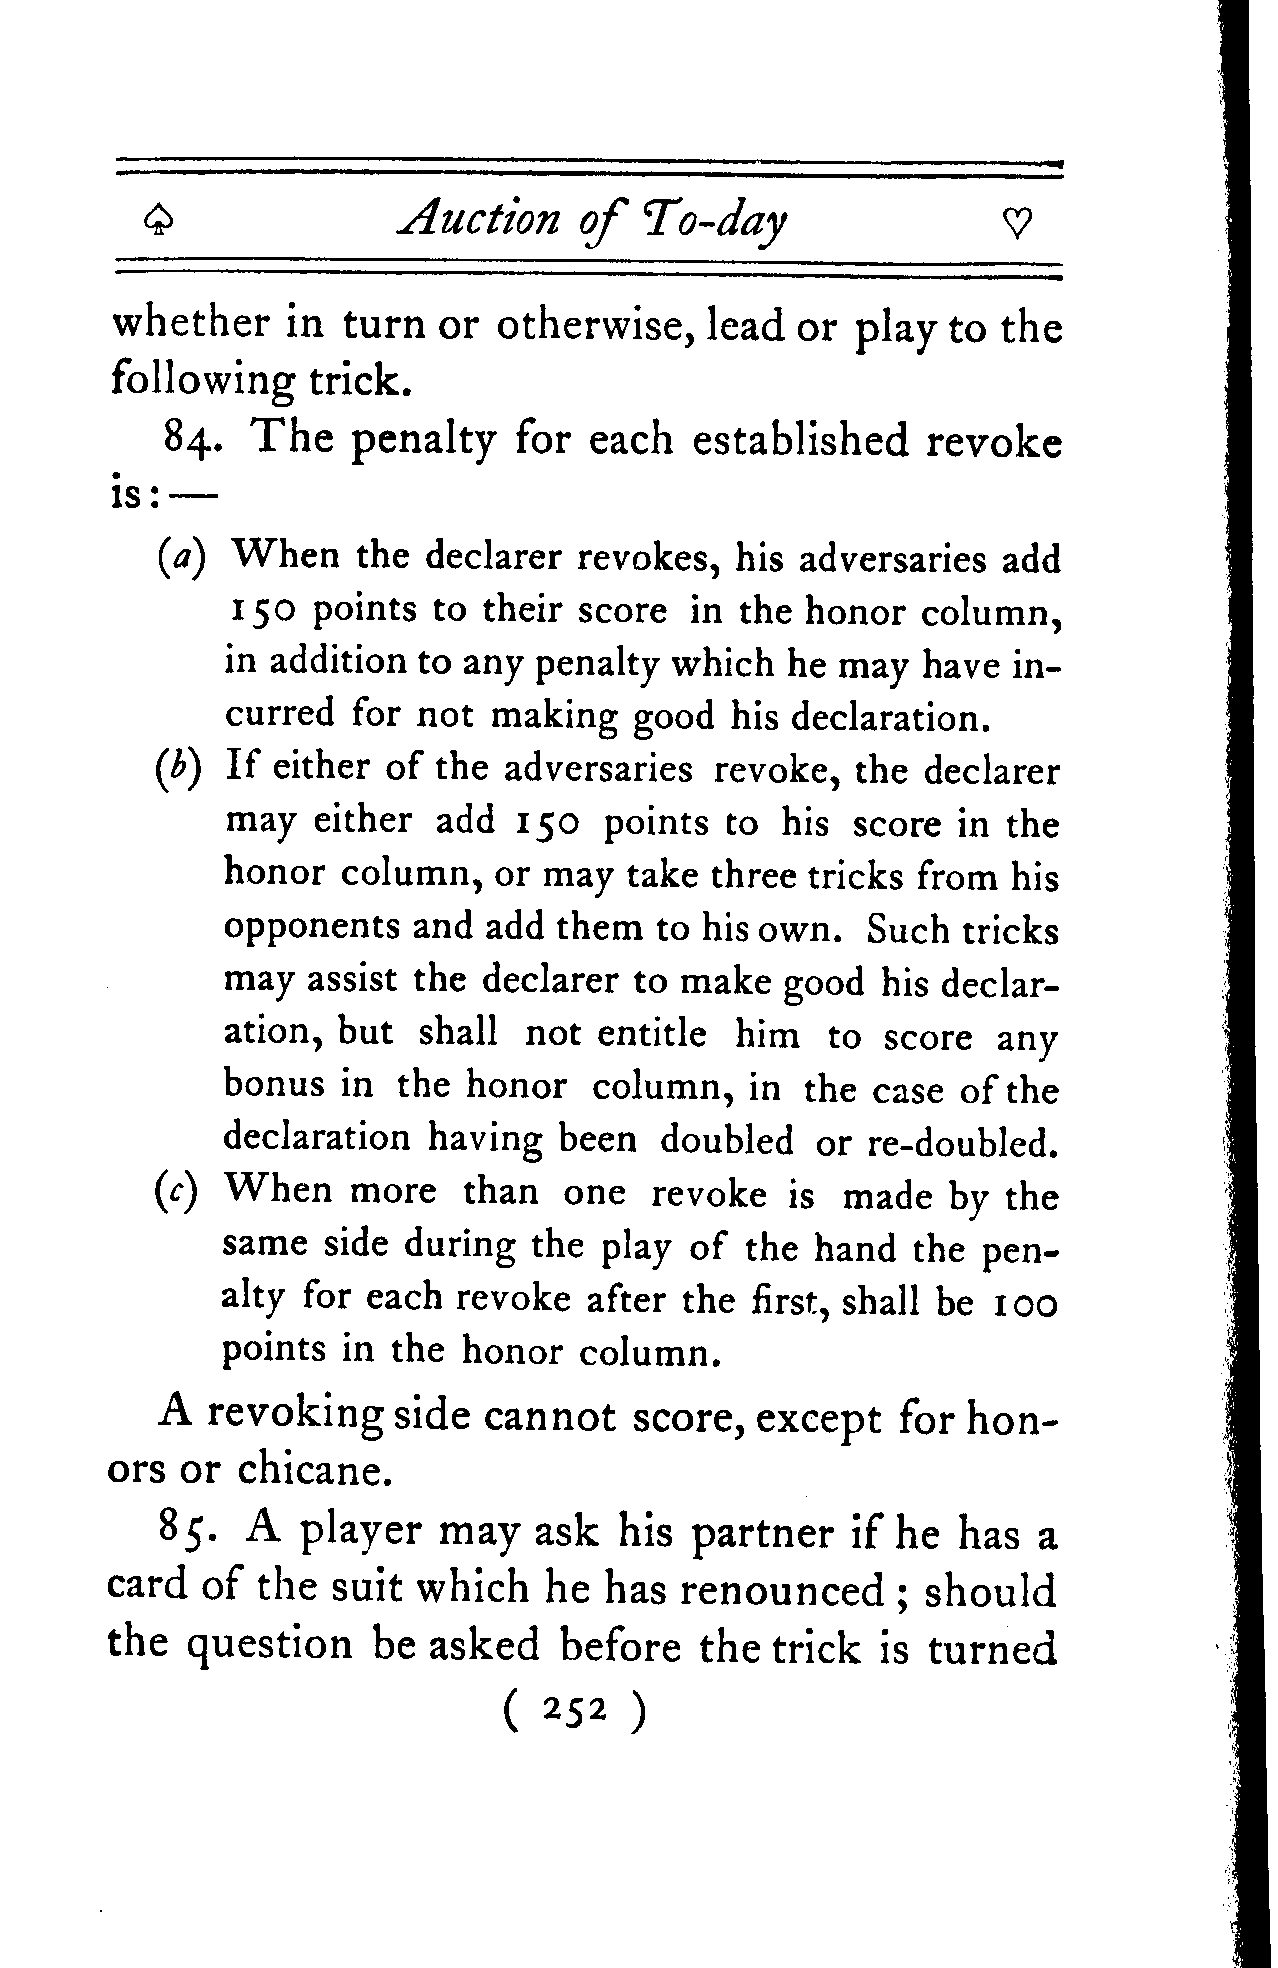 ♤ Auction of To-day ♡
whether in turn or otherwise, lead or play to the
following trick.
84. The penalty for each established revoke
is:—
(a) When the declarer revokes, his adversaries add
150 points to their score in the honor column,
in addition to any penalty which he may have in-
curred for not making good his declaration.
(b) If either of the adversaries revoke, the declarer
may either add 150 points to his score in the
honor column, or may take three tricks from his
opponents and add them to his own. Such tricks
may assist the declarer to make good his declar-
ation, but shall not entitle him to score any
bonus in the honor column, in the case of the
declaration having been doubled or re-doubled.
(c) When more than one revoke is made by the
same side during the play of the hand the pen-
alty for each revoke after the first, shall be 100
points in the honor column.
A revoking side cannot score, except for hon-
ors or chicane.
85. A player may ask his partner if he has a
card of the suit which he has renounced ; should
the question be asked before the trick is turned
( 252 )